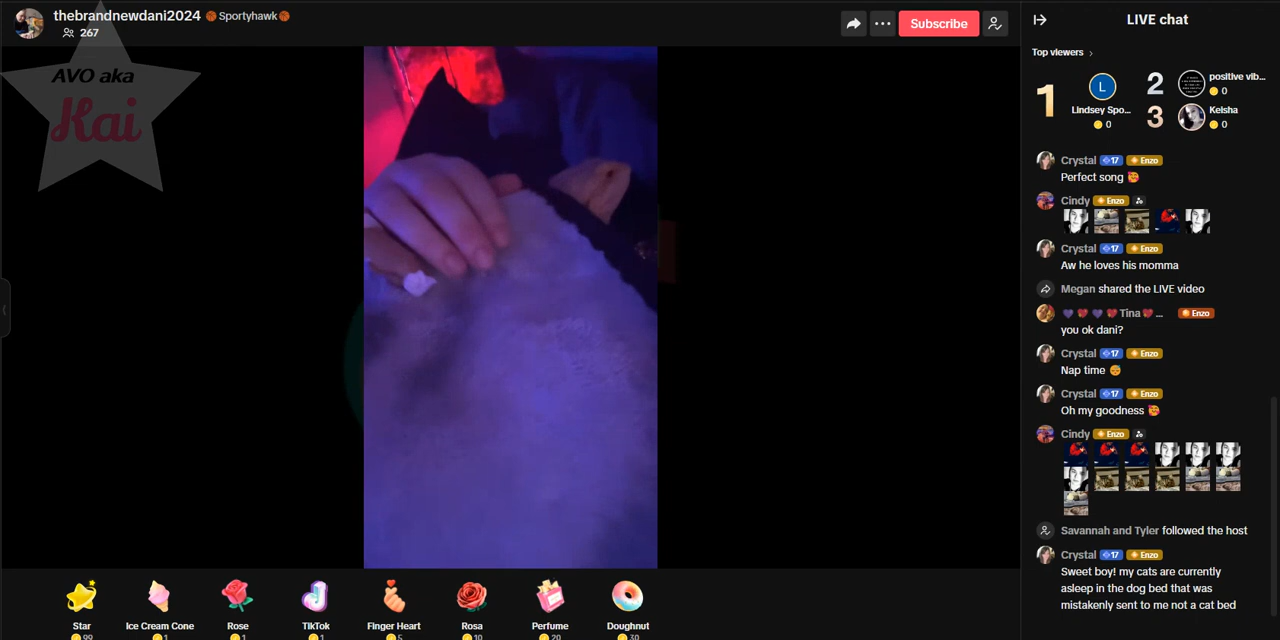 thebrandnewdani2024 🏀 Sportyhawk🏀
267
Subscribe
AVO aka
Kai
LIVE chat
Top viewers
1
L
Lindsey Spo...
0
2
positive vib...
0
3
Keisha
0
Crystal 17 Enzo
Perfect song 🥰
Cindy Enzo
Crystal 17 Enzo
Aw he loves his momma
Megan shared the LIVE video
💜 💗 💜 💗 Tina 💗 ... Enzo
you ok dani?
Crystal 17 Enzo
Nap time 😴
Crystal 17 Enzo
Oh my goodness 🥰
Cindy Enzo
Savannah and Tyler followed the host
Crystal 17 Enzo
Sweet boy! my cats are currently
asleep in the dog bed that was
mistakenly sent to me not a cat bed
Star
99
Ice Cream Cone
1
Rose
1
TikTok
1
Finger Heart
5
Rosa
10
Perfume
20
Doughnut
30